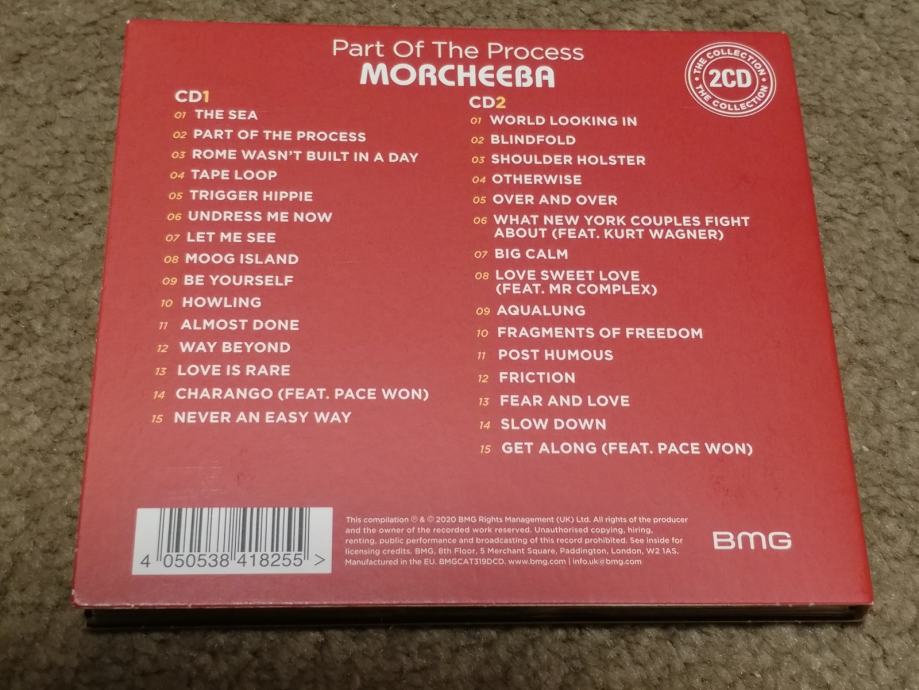 Part Of The Process
MORCHEEBA
THE COLLECTION
2CD
THE COLLECTION
CD1
01 THE SEA
02 PART OF THE PROCESS
03 ROME WASN'T BUILT IN A DAY
04 TAPE LOOP
05 TRIGGER HIPPIE
06 UNDRESS ME NOW
07 LET ME SEE
08 MOOG ISLAND
09 BE YOURSELF
10 HOWLING
11 ALMOST DONE
12 WAY BEYOND
13 LOVE IS RARE
14 CHARANGO (FEAT. PACE WON)
15 NEVER AN EASY WAY
CD2
01 WORLD LOOKING IN
02 BLINDFOLD
03 SHOULDER HOLSTER
04 OTHERWISE
05 OVER AND OVER
06 WHAT NEW YORK COUPLES FIGHT
ABOUT (FEAT. KURT WAGNER)
07 BIG CALM
08 LOVE SWEET LOVE
(FEAT. MR COMPLEX)
09 AQUALUNG
10 FRAGMENTS OF FREEDOM
11 POST HUMOUS
12 FRICTION
13 FEAR AND LOVE
14 SLOW DOWN
15 GET ALONG (FEAT. PACE WON)
4 050538 418255 >
This compilation ℗ & © 2020 BMG Rights Management (UK) Ltd. All rights of the producer
and the owner of the recorded work reserved. Unauthorised copying, hiring,
renting, public performance and broadcasting of this record prohibited. See inside for
licensing credits. BMG, 8th Floor, 5 Merchant Square, Paddington, London, W2 1AS.
Manufactured in the EU. BMGCAT319DCD. www.bmg.com | info.uk@bmg.com
BMG